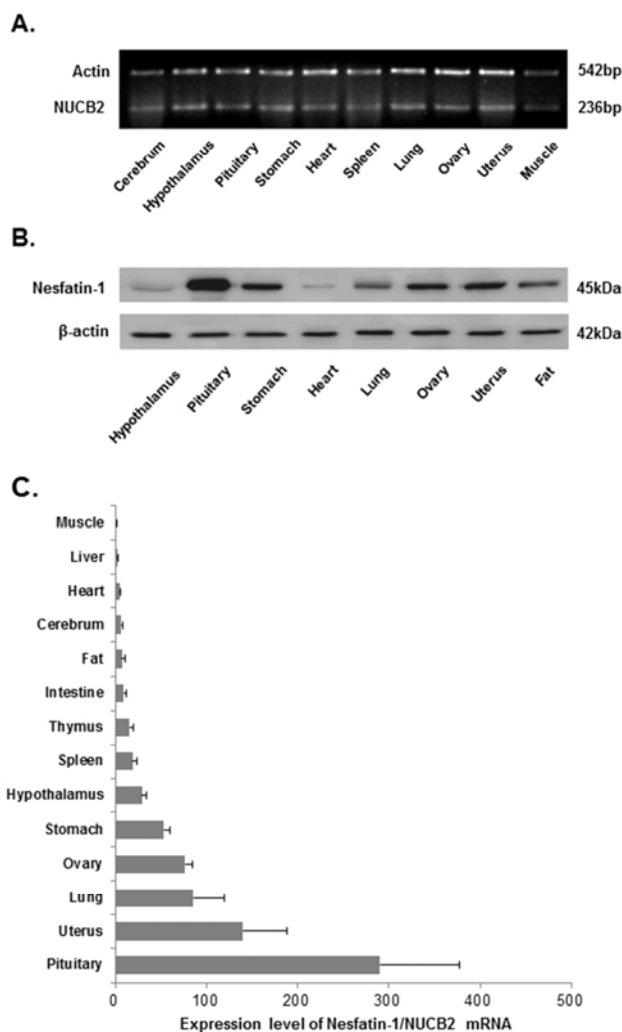 A.
Actin 542bp
NUCB2 236bp
Cerebrum Hypothalamus Pituitary Stomach Heart Spleen Lung Ovary Uterus Muscle
B.
Nesfatin-1 45kDa
β-actin 42kDa
Hypothalamus Pituitary Stomach Heart Lung Ovary Uterus Fat
C.
Muscle
Liver
Heart
Cerebrum
Fat
Intestine
Thymus
Spleen
Hypothalamus
Stomach
Ovary
Lung
Uterus
Pituitary
0 100 200 300 400 500
Expression level of Nesfatin-1/NUCB2 mRNA